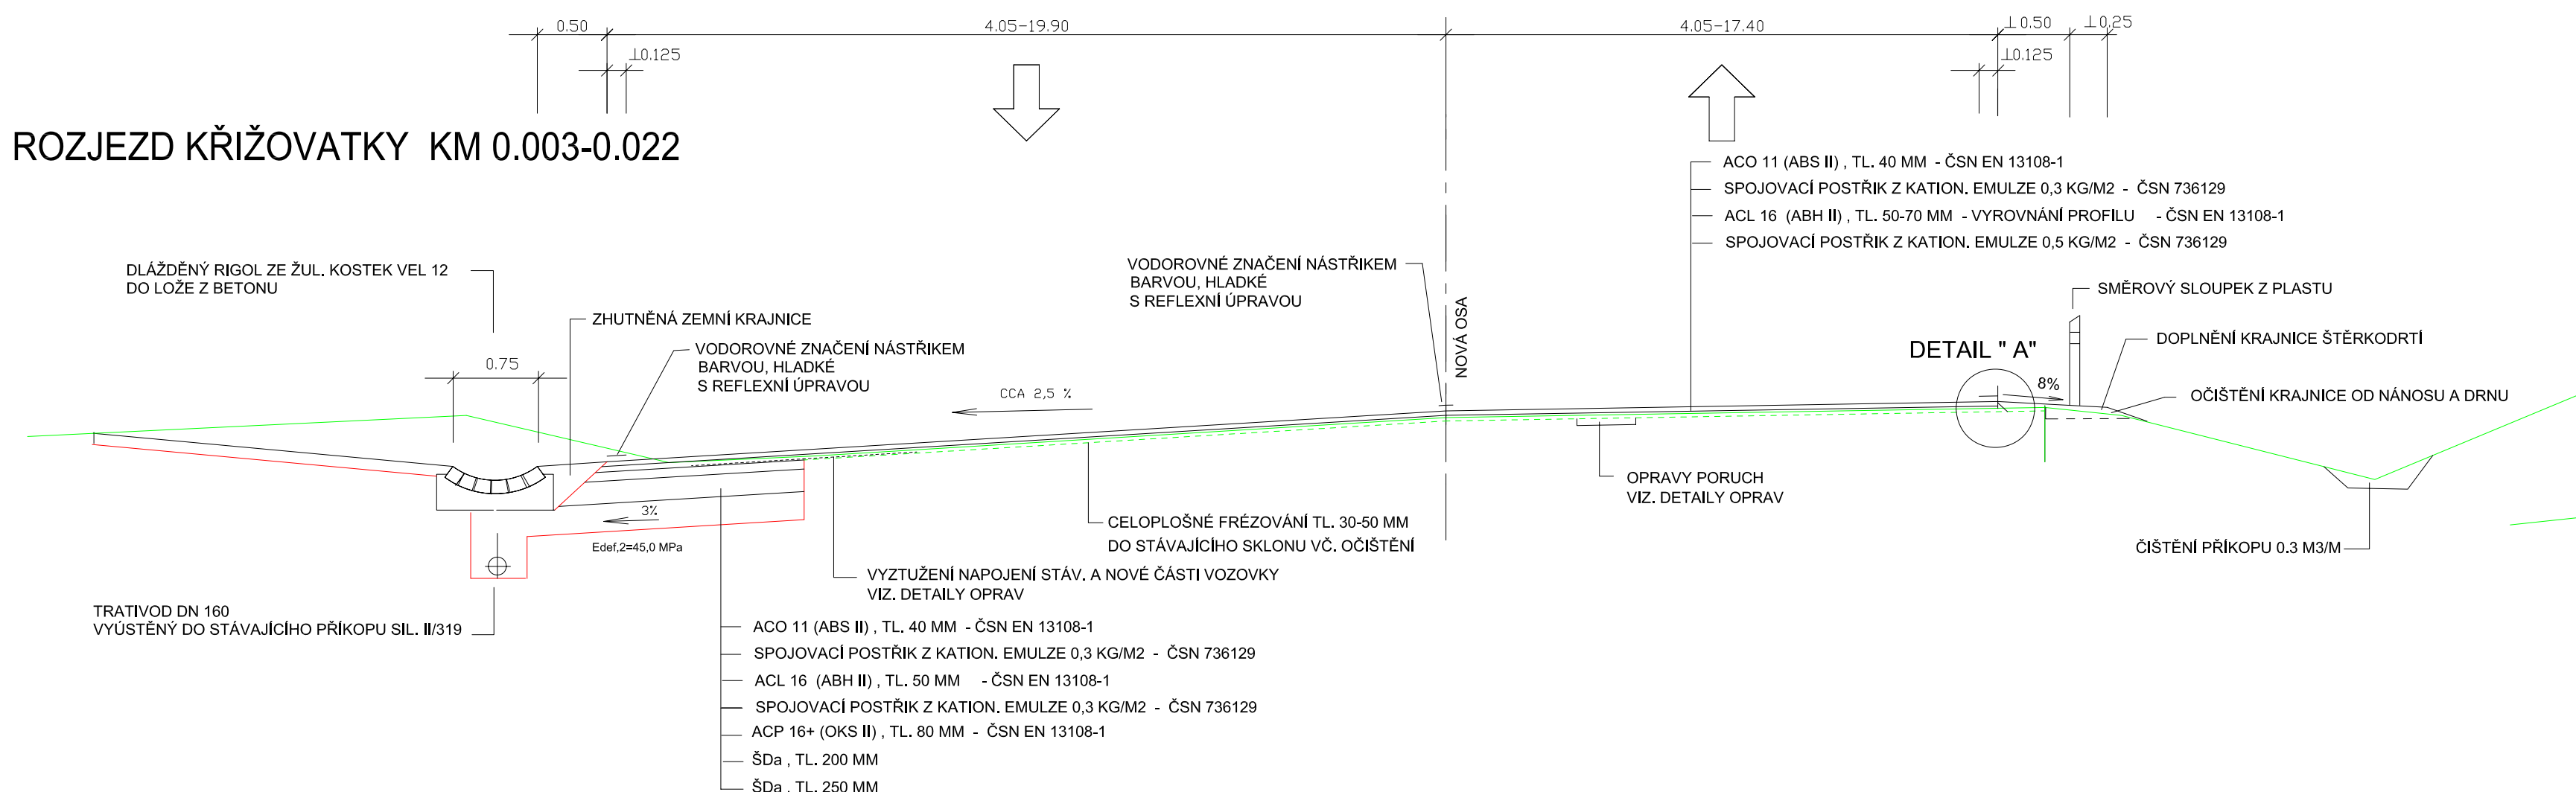 0.50
4.05-19.90
4.05-17.40
⊥0.50
⊥0.25
⊥0.125
⊥0.125
ROZJEZD KŘIŽOVATKY KM 0.003-0.022
ACO 11 (ABS II) , TL. 40 MM - ČSN EN 13108-1
SPOJOVACÍ POSTŘIK Z KATION. EMULZE 0,3 KG/M2 - ČSN 736129
ACL 16 (ABH II) , TL. 50-70 MM - VYROVNÁNÍ PROFILU - ČSN EN 13108-1
SPOJOVACÍ POSTŘIK Z KATION. EMULZE 0,5 KG/M2 - ČSN 736129
DLÁŽDĚNÝ RIGOL ZE ŽUL. KOSTEK VEL 12
DO LOŽE Z BETONU
VODOROVNÉ ZNAČENÍ NÁSTŘIKEM
BARVOU, HLADKÉ
S REFLEXNÍ ÚPRAVOU
NOVÁ OSA
SMĚROVÝ SLOUPEK Z PLASTU
ZHUTNĚNÁ ZEMNÍ KRAJNICE
VODOROVNÉ ZNAČENÍ NÁSTŘIKEM
BARVOU, HLADKÉ
S REFLEXNÍ ÚPRAVOU
DETAIL " A"
DOPLNĚNÍ KRAJNICE ŠTĚRKODRTÍ
0.75
CCA 2,5 %
8%
OČIŠTĚNÍ KRAJNICE OD NÁNOSU A DRNU
OPRAVY PORUCH
VIZ. DETAILY OPRAV
3%
Edef,2=45,0 MPa
CELOPLOŠNÉ FRÉZOVÁNÍ TL. 30-50 MM
DO STÁVAJÍCÍHO SKLONU VČ. OČIŠTĚNÍ
ČIŠTĚNÍ PŘÍKOPU 0.3 M3/M
VYZTUŽENÍ NAPOJENÍ STÁV. A NOVÉ ČÁSTI VOZOVKY
VIZ. DETAILY OPRAV
TRATIVOD DN 160
VYÚSTĚNÝ DO STÁVAJÍCÍHO PŘÍKOPU SIL. II/319
ACO 11 (ABS II) , TL. 40 MM - ČSN EN 13108-1
SPOJOVACÍ POSTŘIK Z KATION. EMULZE 0,3 KG/M2 - ČSN 736129
ACL 16 (ABH II) , TL. 50 MM - ČSN EN 13108-1
SPOJOVACÍ POSTŘIK Z KATION. EMULZE 0,3 KG/M2 - ČSN 736129
ACP 16+ (OKS II) , TL. 80 MM - ČSN EN 13108-1
ŠDa , TL. 200 MM
ŠDa , TL. 250 MM